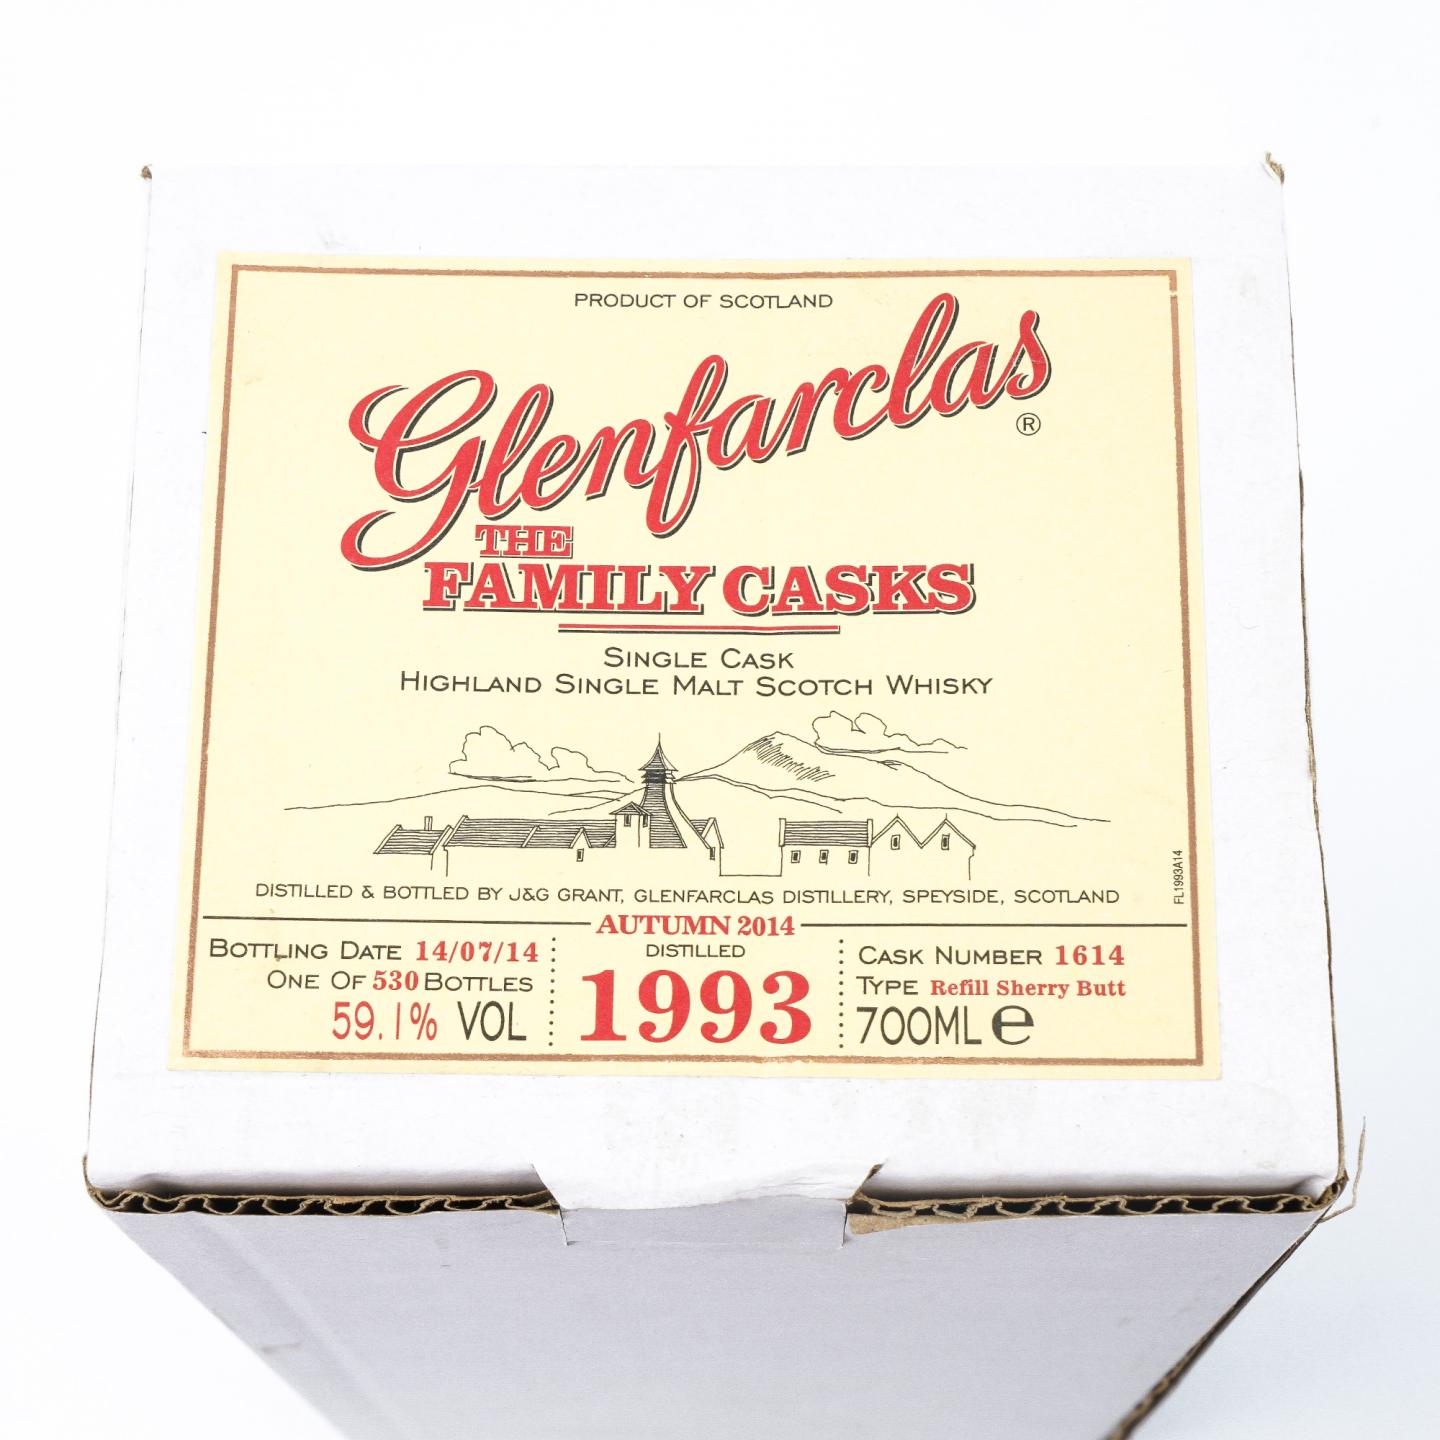 PRODUCT OF SCOTLAND
Glenfarclas
®
THE
FAMILY CASKS
SINGLE CASK
HIGHLAND SINGLE MALT SCOTCH WHISKY
FL1993A14
DISTILLED & BOTTLED BY J&G GRANT, GLENFARCLAS DISTILLERY, SPEYSIDE, SCOTLAND
AUTUMN 2014
BOTTLING DATE 14/07/14
ONE OF 530 BOTTLES
59.1% VOL
DISTILLED
1993
CASK NUMBER 1614
TYPE Refill Sherry Butt
700ML e